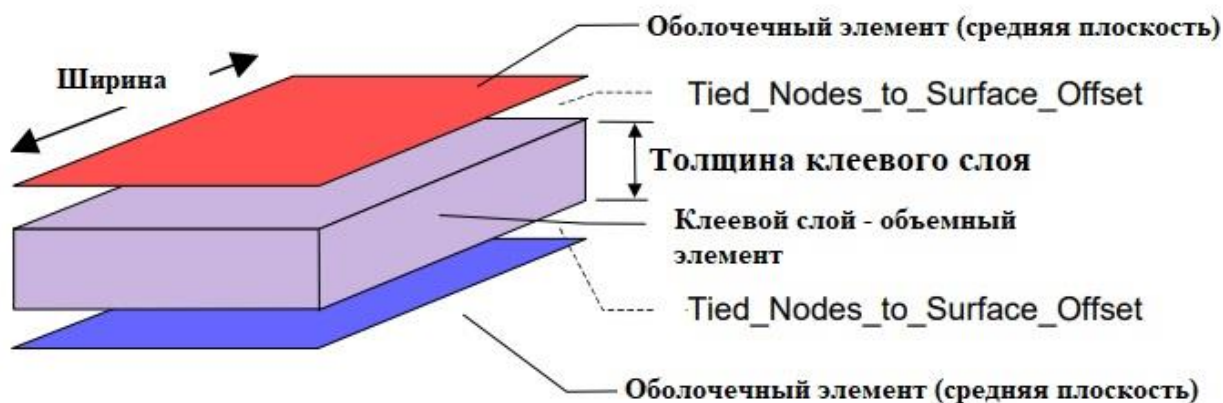 Оболочечный элемент (средняя плоскость)
Ширина
Tied_Nodes_to_Surface_Offset
Толщина клеевого слоя
Клеевой слой - объемный
элемент
Tied_Nodes_to_Surface_Offset
Оболочечный элемент (средняя плоскость)